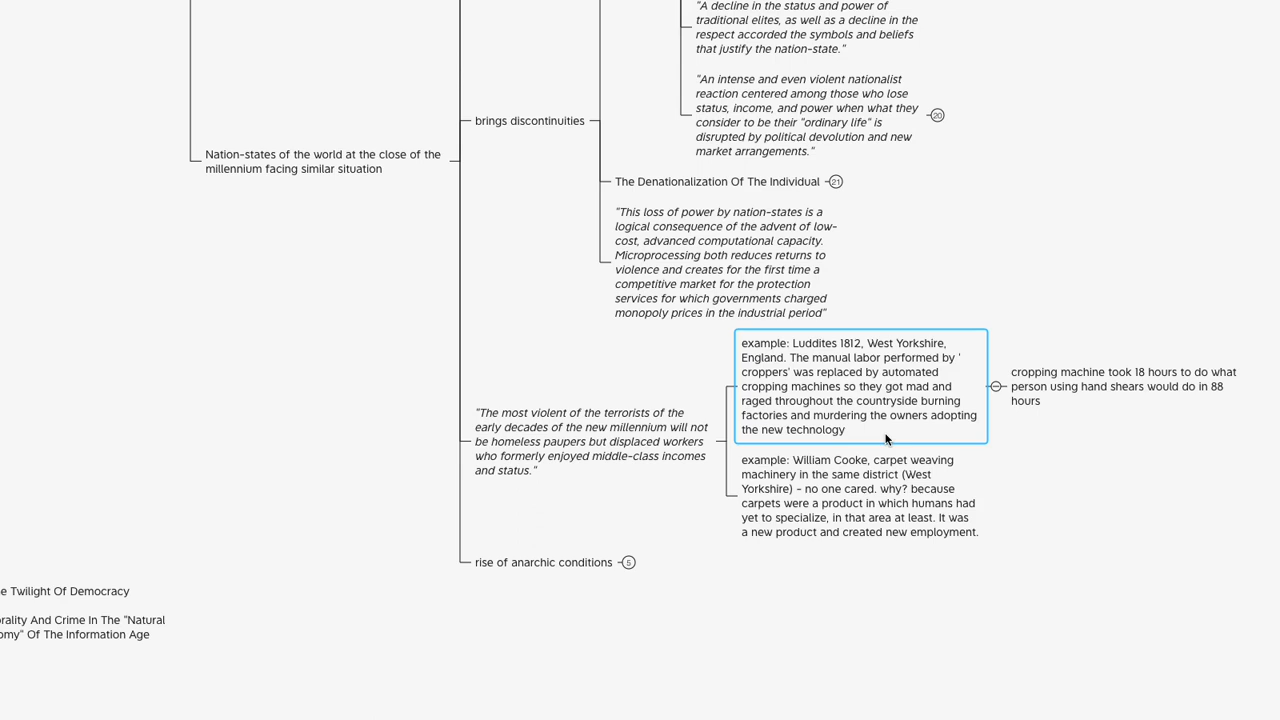 "A decline in the status and power of
traditional elites, as well as a decline in the
respect accorded the symbols and beliefs
that justify the nation-state."
"An intense and even violent nationalist
reaction centered among those who lose
status, income, and power when what they
consider to be their "ordinary life" is
disrupted by political devolution and new
market arrangements."
20
brings discontinuities
Nation-states of the world at the close of the
millennium facing similar situation
The Denationalization Of The Individual
21
"This loss of power by nation-states is a
logical consequence of the advent of low-
cost, advanced computational capacity.
Microprocessing both reduces returns to
violence and creates for the first time a
competitive market for the protection
services for which governments charged
monopoly prices in the industrial period"
example: Luddites 1812, West Yorkshire,
England. The manual labor performed by '
croppers' was replaced by automated
cropping machines so they got mad and
raged throughout the countryside burning
factories and murdering the owners adopting
the new technology
cropping machine took 18 hours to do what
person using hand shears would do in 88
hours
"The most violent of the terrorists of the
early decades of the new millennium will not
be homeless paupers but displaced workers
who formerly enjoyed middle-class incomes
and status."
example: William Cooke, carpet weaving
machinery in the same district (West
Yorkshire) - no one cared. why? because
carpets were a product in which humans had
yet to specialize, in that area at least. It was
a new product and created new employment.
rise of anarchic conditions
5
e Twilight Of Democracy
orality And Crime In The "Natural
omy" Of The Information Age